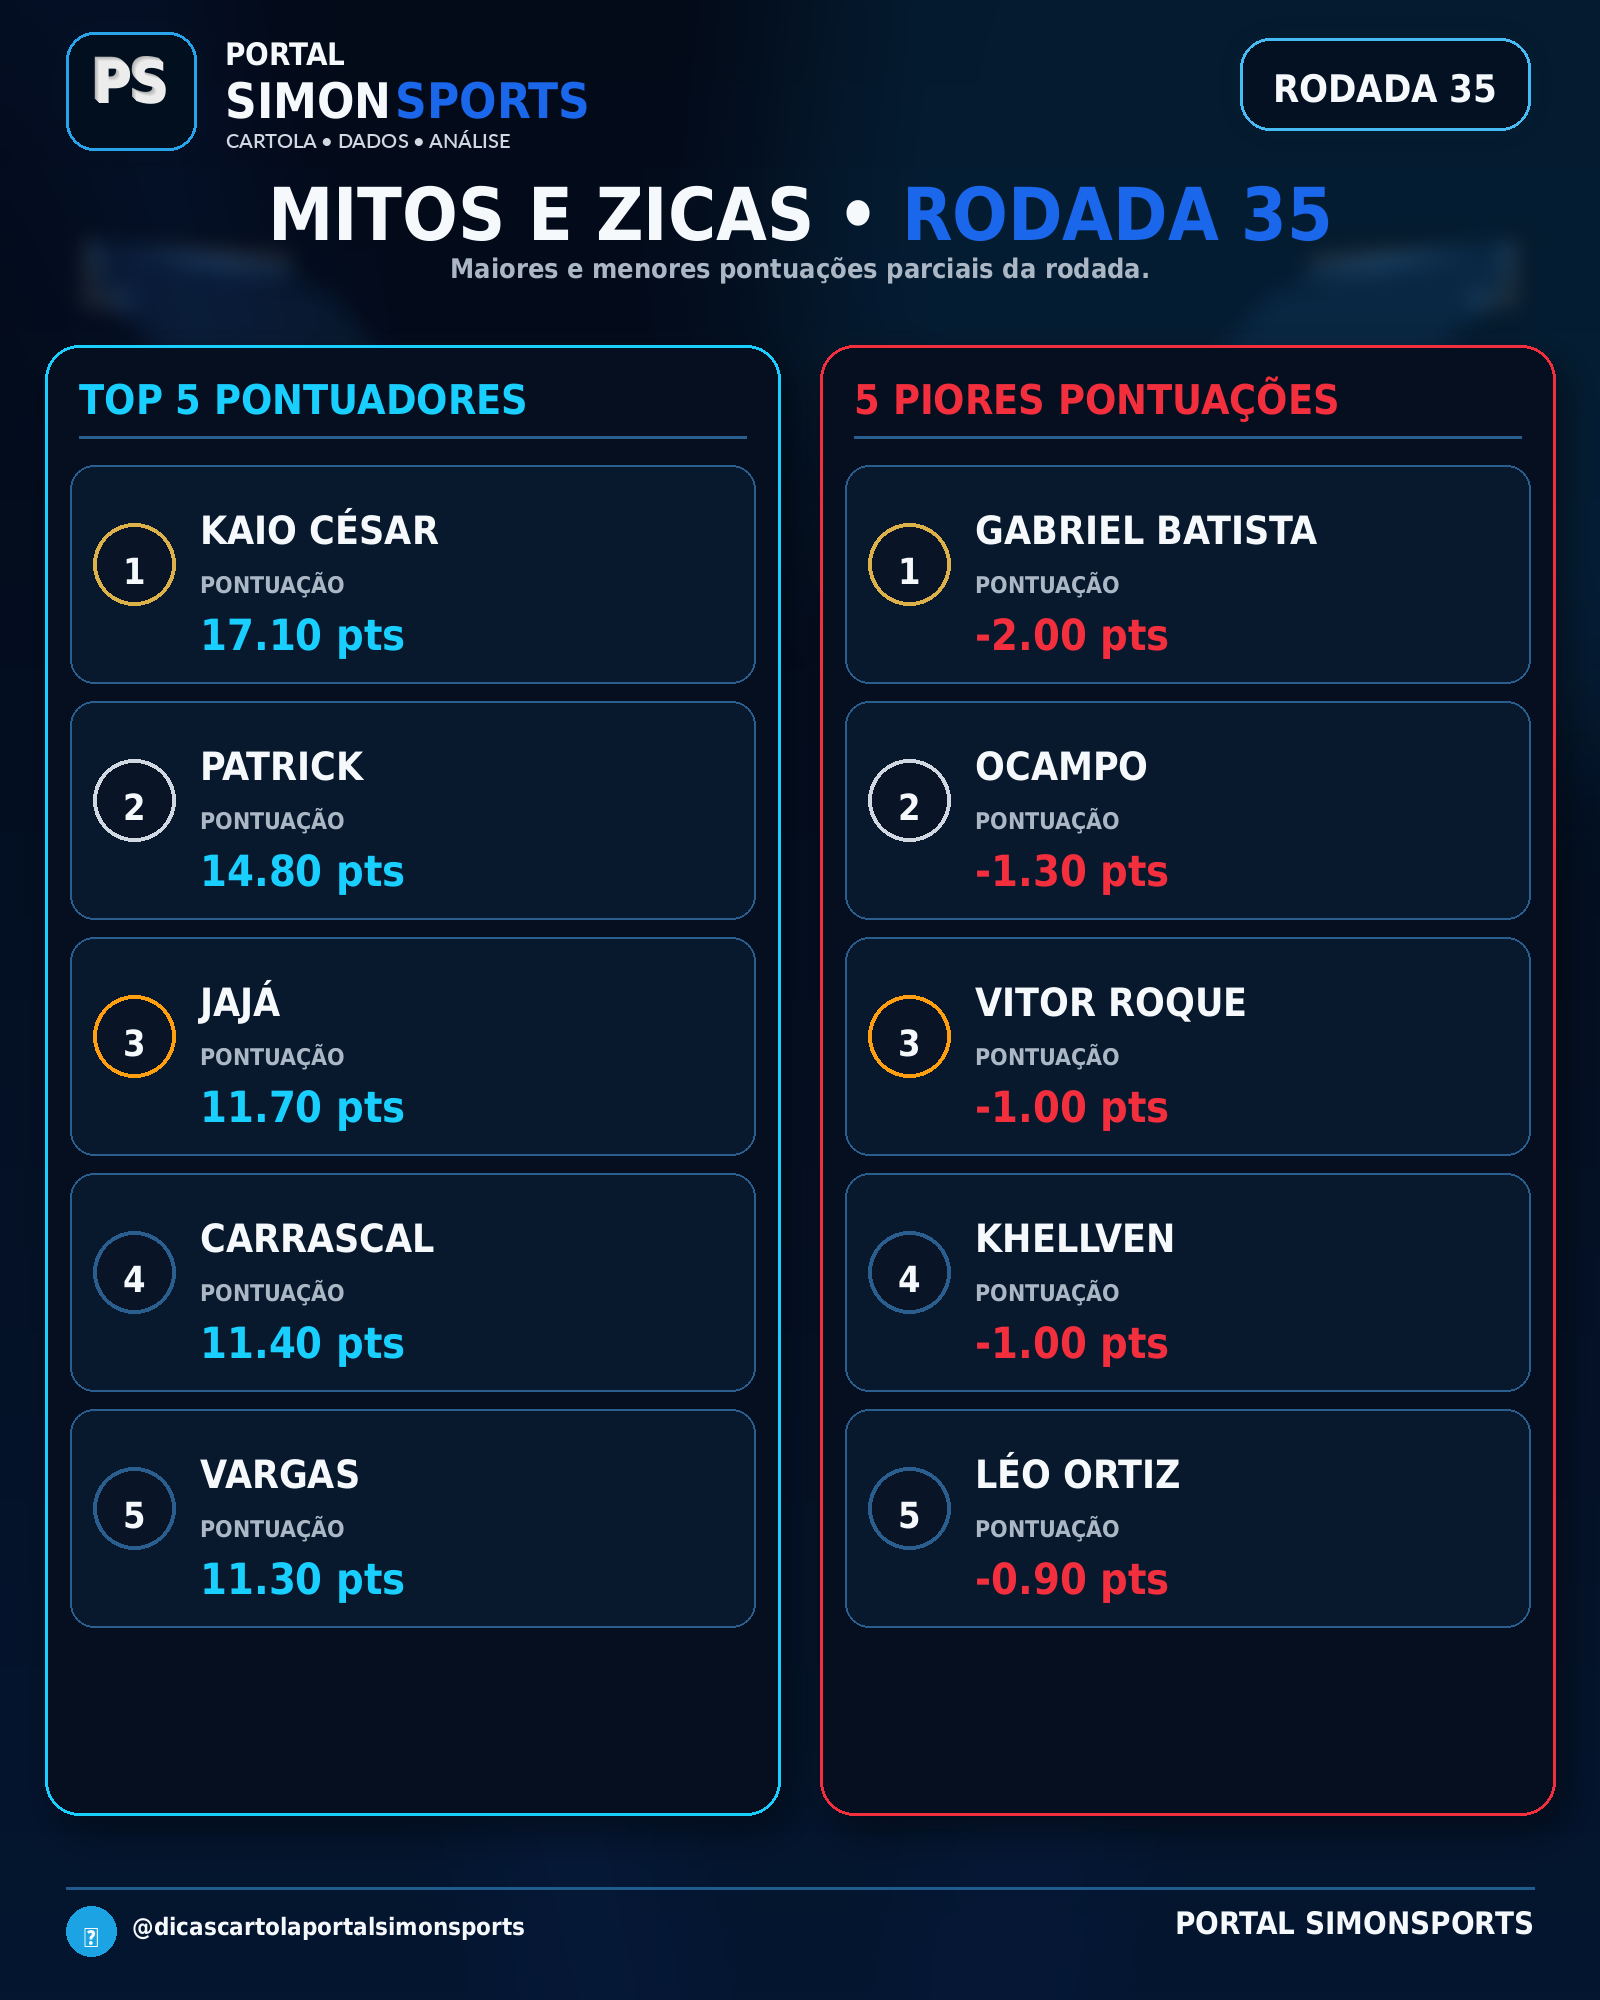 PS
PORTAL
SIMONSPORTS
CARTOLA • DADOS • ANÁLISE
RODADA 35
MITOS E ZICAS • RODADA 35
Maiores e menores pontuações parciais da rodada.
TOP 5 PONTUADORES
1
KAIO CÉSAR
PONTUAÇÃO
17.10 pts
2
PATRICK
PONTUAÇÃO
14.80 pts
3
JAJÁ
PONTUAÇÃO
11.70 pts
4
CARRASCAL
PONTUAÇÃO
11.40 pts
5
VARGAS
PONTUAÇÃO
11.30 pts
5 PIORES PONTUAÇÕES
1
GABRIEL BATISTA
PONTUAÇÃO
-2.00 pts
2
OCAMPO
PONTUAÇÃO
-1.30 pts
3
VITOR ROQUE
PONTUAÇÃO
-1.00 pts
4
KHELLVEN
PONTUAÇÃO
-1.00 pts
5
LÉO ORTIZ
PONTUAÇÃO
-0.90 pts
@dicascartolaportalsimonsports
PORTAL SIMONSPORTS